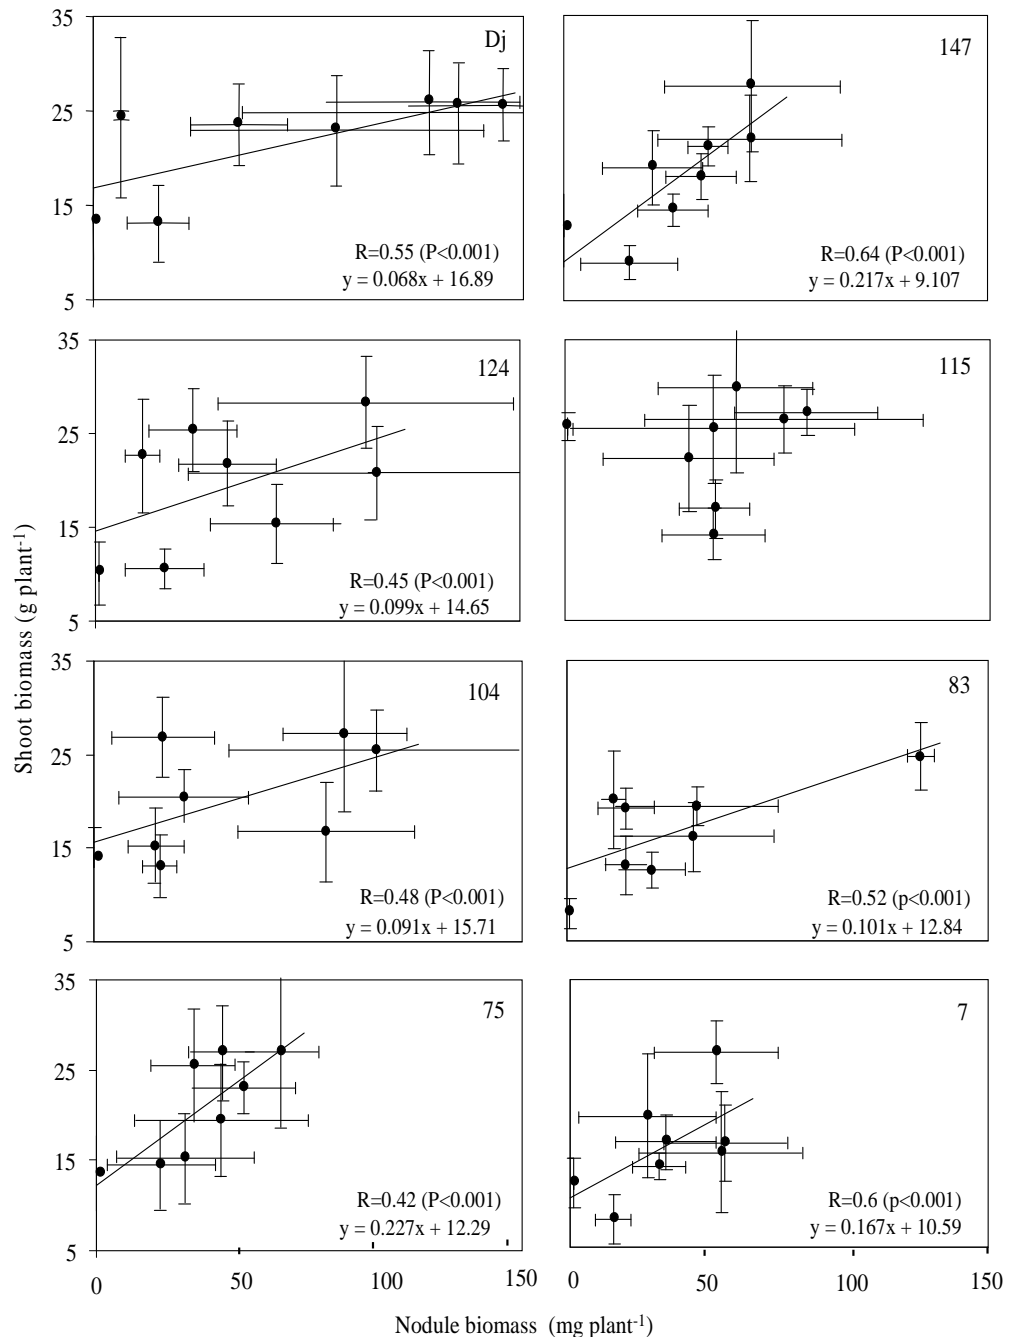 35
25
15
5
Dj
R=0.55 (P<0.001)
y = 0.068x + 16.89
147
R=0.64 (P<0.001)
y = 0.217x + 9.107
35
25
15
5
124
R=0.45 (P<0.001)
y = 0.099x + 14.65
115
Shoot biomass (g plant⁻¹)
35
25
15
5
104
R=0.48 (P<0.001)
y = 0.091x + 15.71
83
R=0.52 (p<0.001)
y = 0.101x + 12.84
35
25
15
5
75
R=0.42 (P<0.001)
y = 0.227x + 12.29
7
R=0.6 (p<0.001)
y = 0.167x + 10.59
0 50 100 150
0 50 100 150
Nodule biomass (mg plant⁻¹)